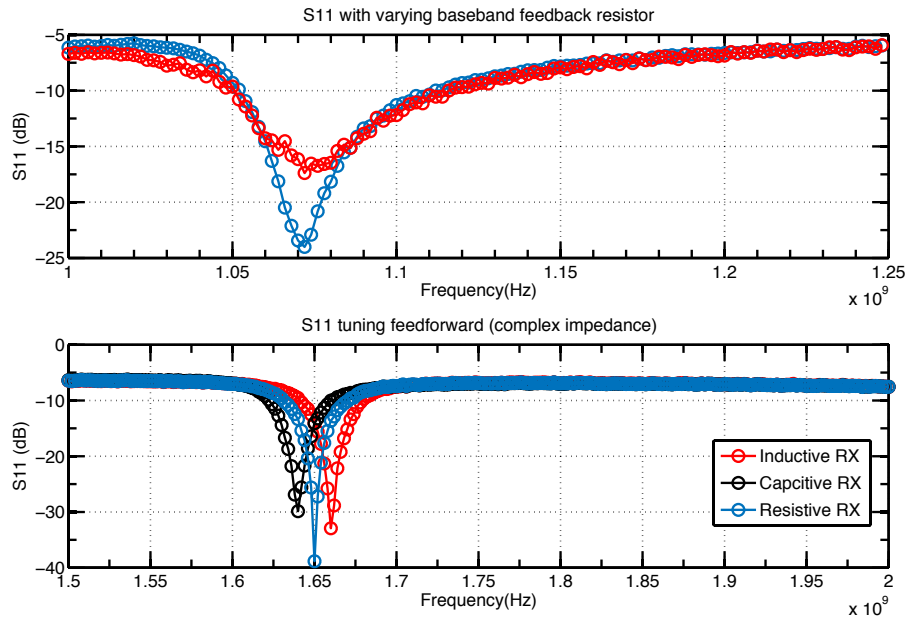 S11 with varying baseband feedback resistor
−5
−10
−15
−20
−25
S11 (dB)
1
1.05
1.1
1.15
1.2
1.25
Frequency(Hz)
x 10^9
S11 tuning feedforward (complex impedance)
0
−10
−20
−30
−40
S11 (dB)
Inductive RX
Capcitive RX
Resistive RX
1.5
1.55
1.6
1.65
1.7
1.75
1.8
1.85
1.9
1.95
2
Frequency(Hz)
x 10^9